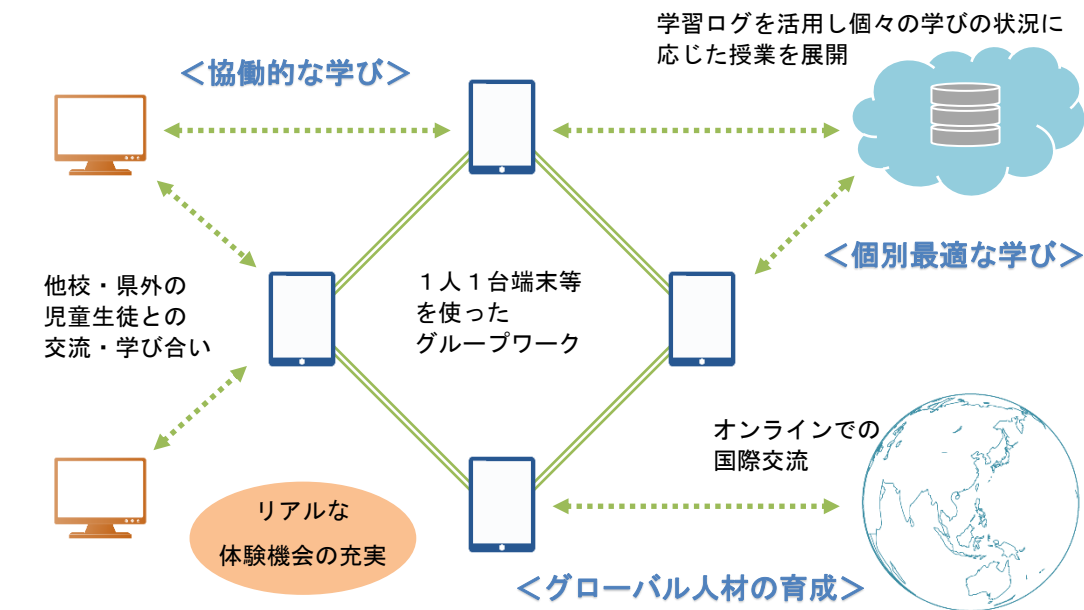 学習ログを活用し個々の学びの状況に
応じた授業を展開
＜協働的な学び＞
＜個別最適な学び＞
他校・県外の
児童生徒との
交流・学び合い
１人１台端末等
を使った
グループワーク
オンラインでの
国際交流
リアルな
体験機会の充実
＜グローバル人材の育成＞